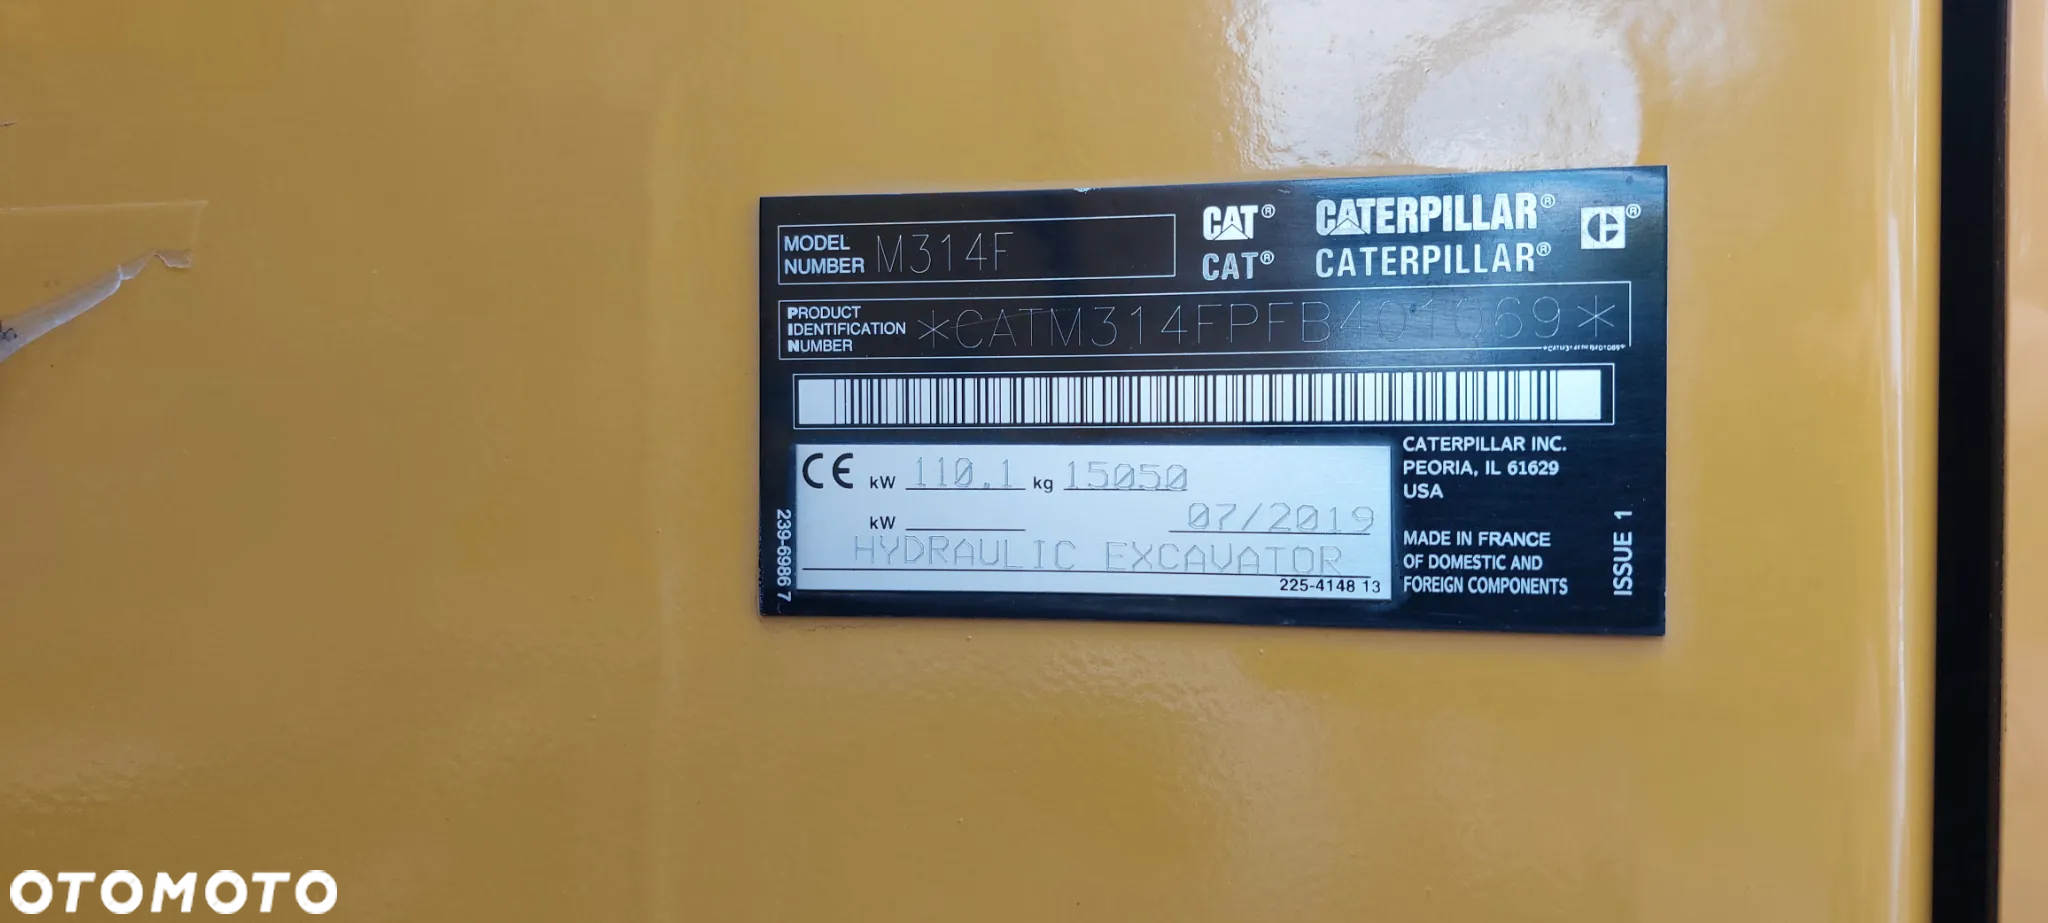 MODEL NUMBER M314F
CAT® CATERPILLAR® CF®
CAT® CATERPILLAR®
PRODUCT IDENTIFICATION NUMBER *CATM314FPFB401069*
CE kW 110.1 kg 15050
kW 07/2019
HYDRAULIC EXCAVATOR
225-4148 13
239-6986 7
CATERPILLAR INC.
PEORIA, IL 61629
USA
MADE IN FRANCE
OF DOMESTIC AND
FOREIGN COMPONENTS
ISSUE 1
OTOMOTO